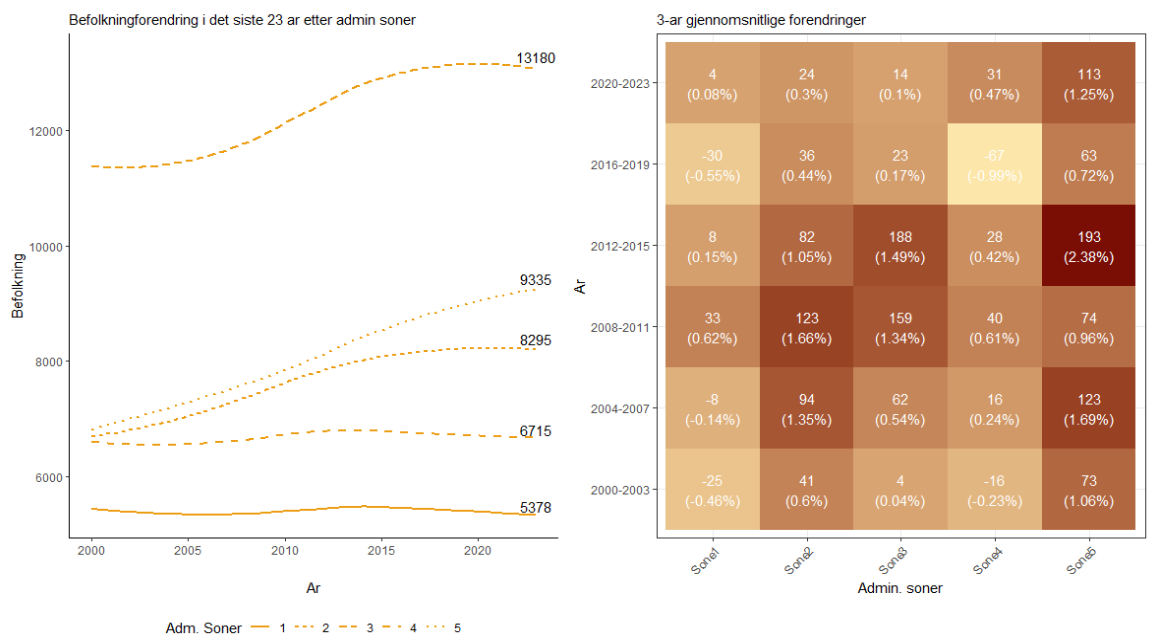 Befolkningforendring i det siste 23 ar etter admin soner
13180
12000
10000
9335
8295
8000
6715
6000
5378
Befolkning
2000 2005 2010 2015 2020
Ar
Adm. Soner 1 2 3 4 5
3-ar gjennomsnitlige forendringer
Ar
2020-2023
4 24 14 31 113
(0.08%) (0.3%) (0.1%) (0.47%) (1.25%)
2016-2019
-30 36 23 -67 63
(-0.55%) (0.44%) (0.17%) (-0.99%) (0.72%)
2012-2015
8 82 188 28 193
(0.15%) (1.05%) (1.49%) (0.42%) (2.38%)
2008-2011
33 123 159 40 74
(0.62%) (1.66%) (1.34%) (0.61%) (0.96%)
2004-2007
-8 94 62 16 123
(-0.14%) (1.35%) (0.54%) (0.24%) (1.69%)
2000-2003
-25 41 4 -16 73
(-0.46%) (0.6%) (0.04%) (-0.23%) (1.06%)
Sone1 Sone2 Sone3 Sone4 Sone5
Admin. soner